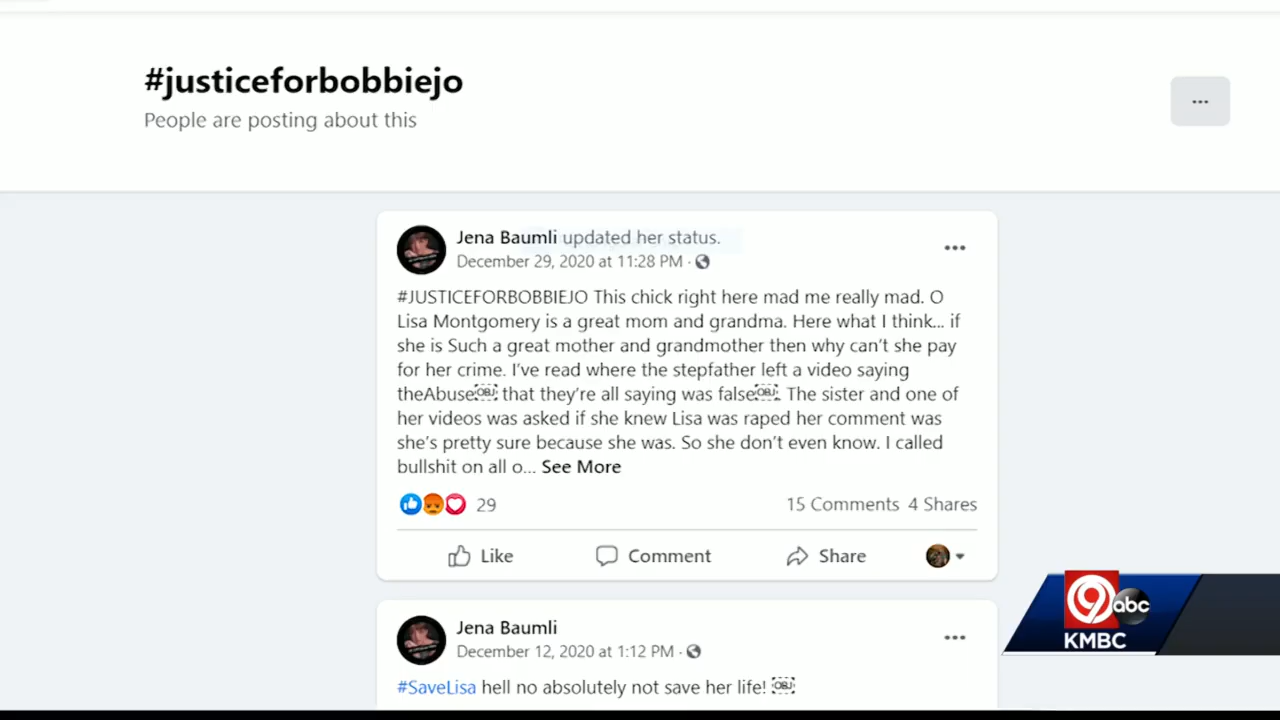 #justiceforbobbiejo
People are posting about this
Jena Baumli updated her status.
December 29, 2020 at 11:28 PM ·
#JUSTICEFORBOBBIEJO This chick right here mad me really mad. O
Lisa Montgomery is a great mom and grandma. Here what I think... if
she is Such a great mother and grandmother then why can't she pay
for her crime. I've read where the stepfather left a video saying
theAbuse￼ that they're all saying was false￼. The sister and one of
her videos was asked if she knew Lisa was raped her comment was
she's pretty sure because she was. So she don't even know. I called
bullshit on all o... See More
29
15 Comments 4 Shares
Like Comment Share
Jena Baumli
December 12, 2020 at 1:12 PM ·
#SaveLisa hell no absolutely not save her life! ￼
9 abc
KMBC